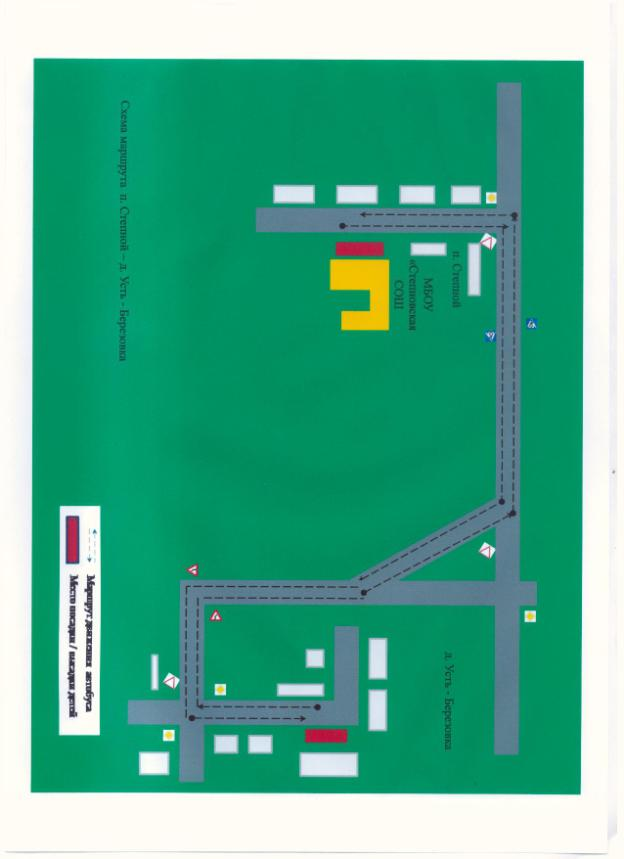 Схема маршрута п. Степной – д. Усть - Березовка
п. Степной
МБОУ
«Степновская
СОШ
д. Усть - Березовка
Маршрут движения автобуса
Место посадки / высадки детей